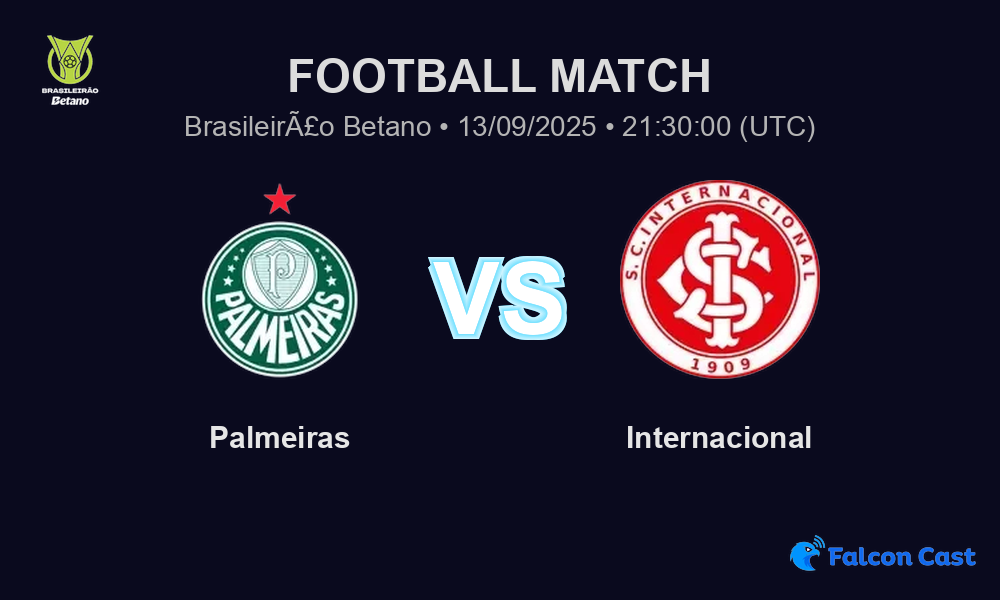 FOOTBALL MATCH
BRASILEIRÃO
Betano
BrasileirÃ£o Betano • 13/09/2025 • 21:30:00 (UTC)
P
PALMEIRAS
VS
S.C. INTERNACIONAL
SCI
1909
Palmeiras
Internacional
Falcon Cast